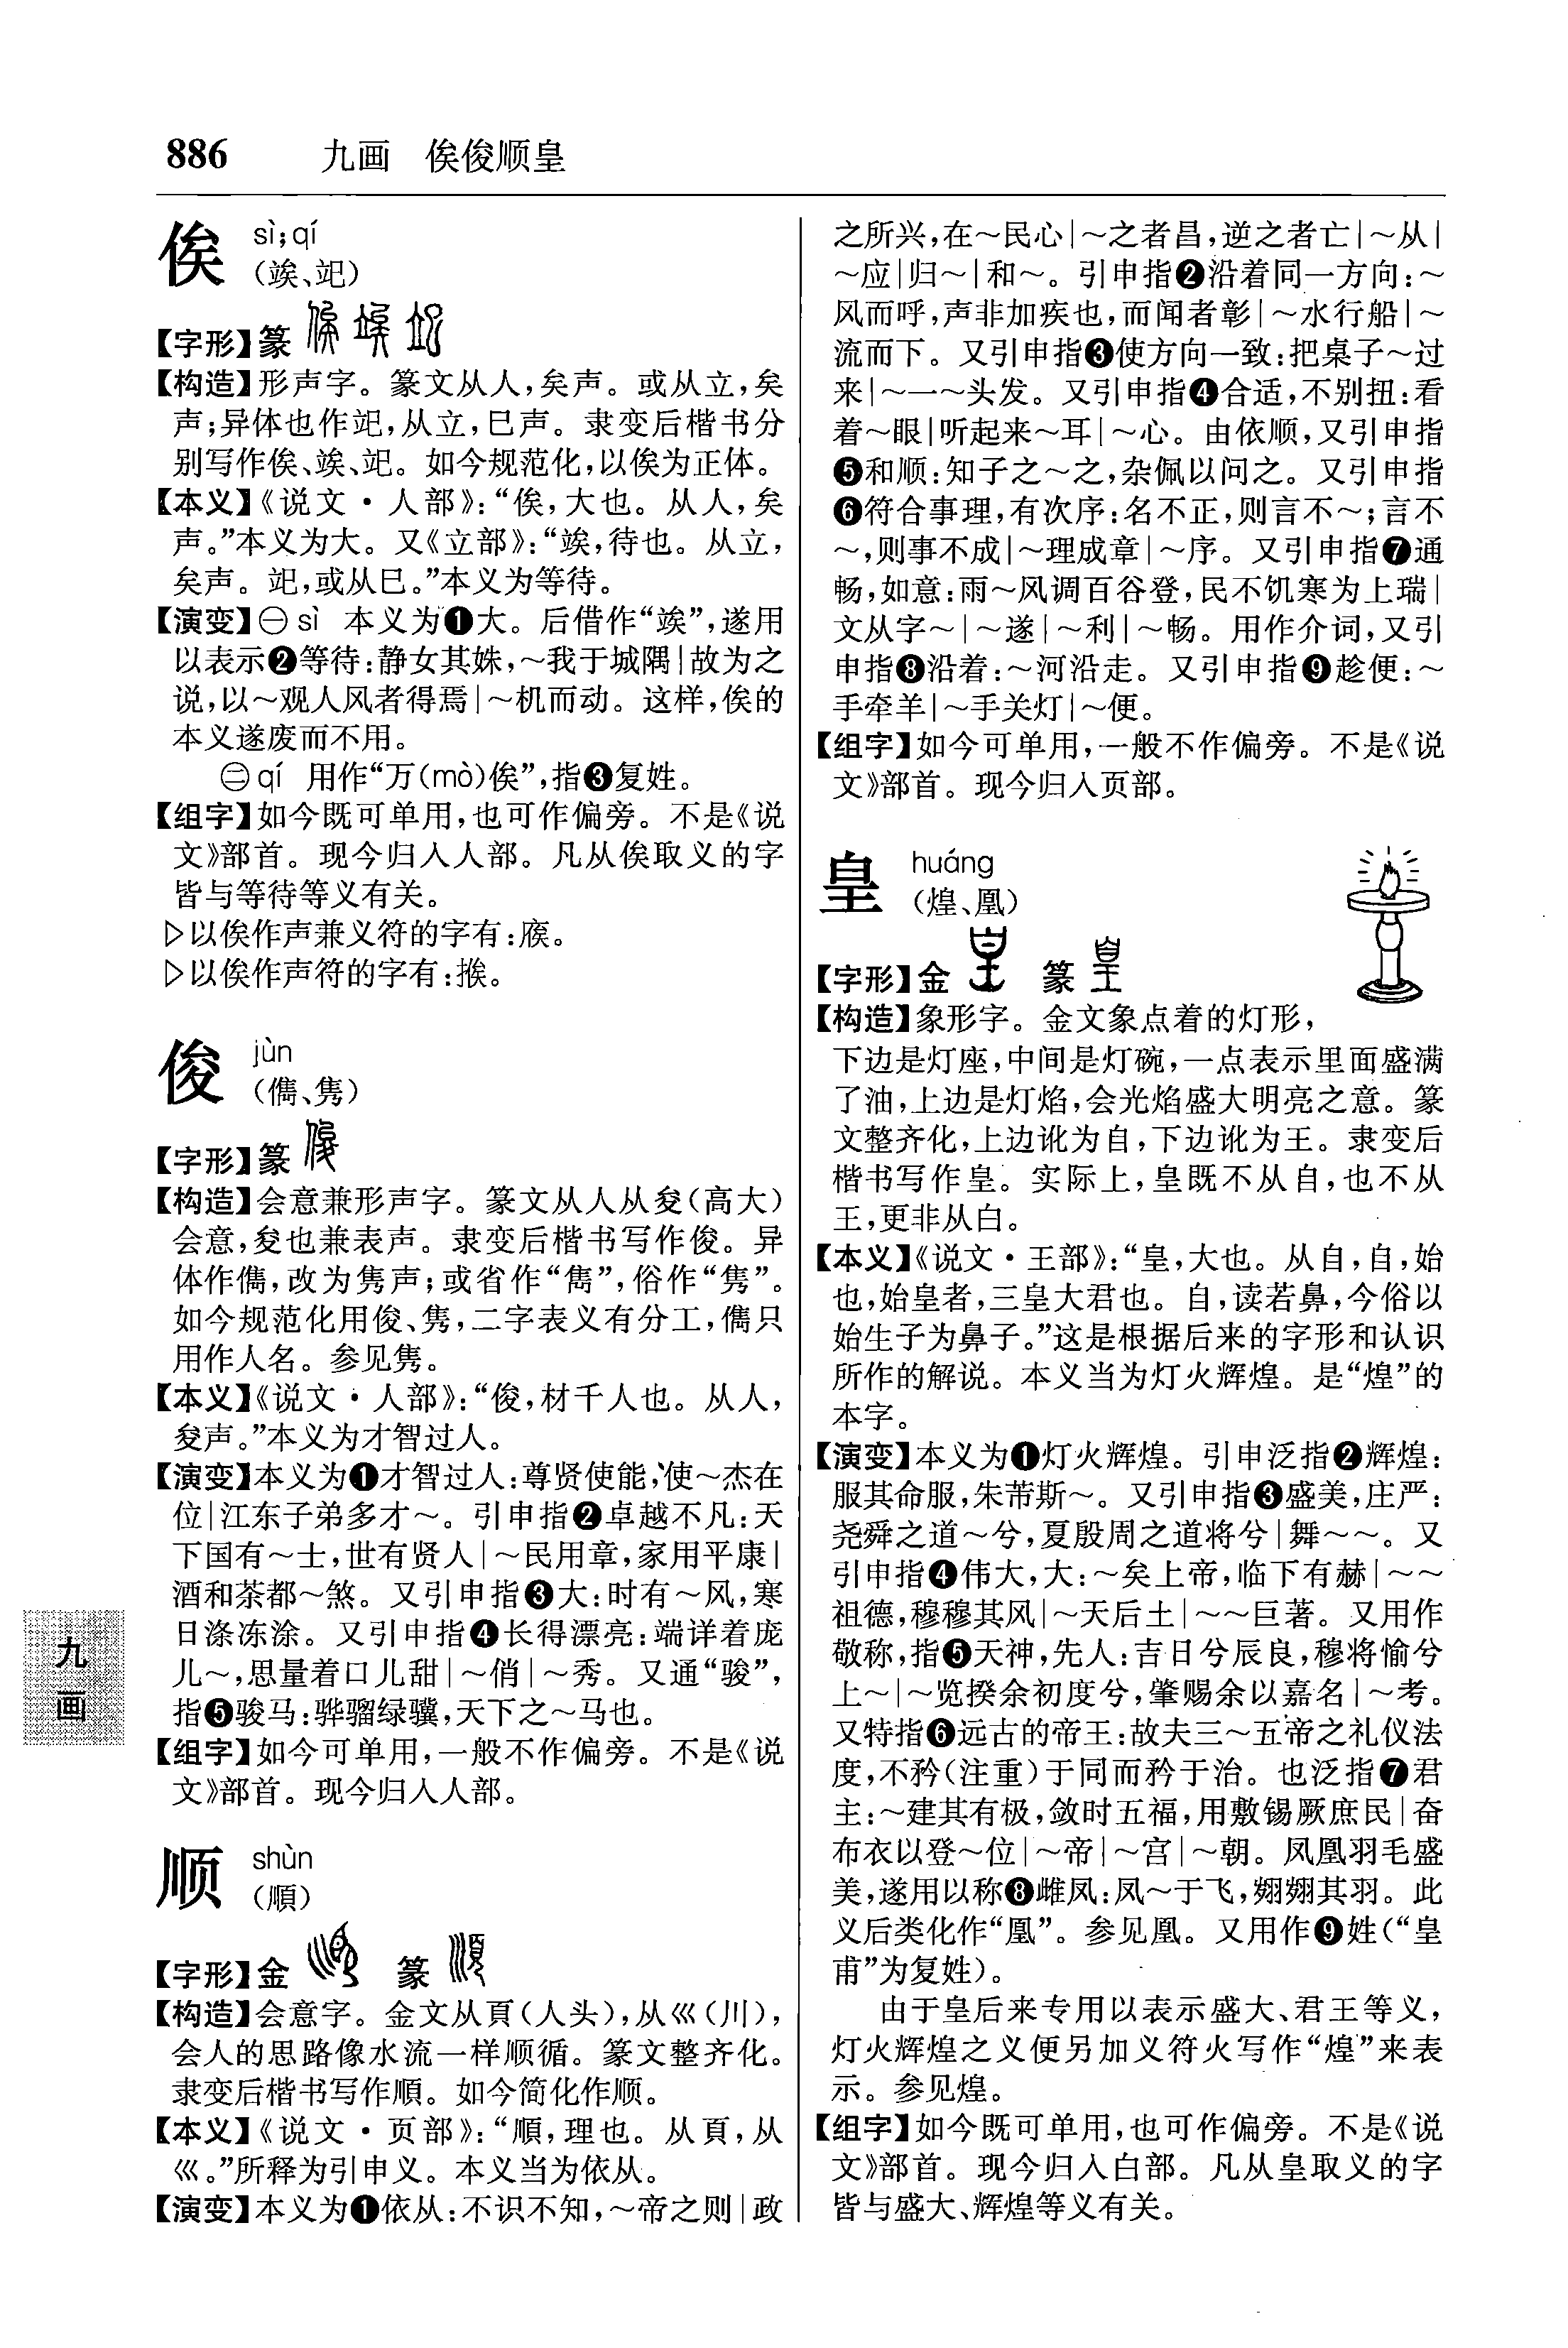 886 九画 俟俊顺皇
俟 sì;qí
(竢、竢)
【字形】篆
【构造】形声字。篆文从人,矣声。或从立,矣
声;异体也作𥩳,从立,巳声。隶变后楷书分
别写作俟、竢、𥩳。如今规范化,以俟为正体。
【本义】《说文·人部》:“俟,大也。从人,矣
声。”本义为大。又《立部》:“竢,待也。从立,
矣声。𥩳,或从巳。”本义为等待。
【演变】㊀sì 本义为❶大。后借作“竢”,遂用
以表示❷等待:静女其姝,~我于城隅|故为之
说,以~观人风者得焉|~机而动。这样,俟的
本义遂废而不用。
㊁qí 用作“万(mò)俟”,指❸复姓。
【组字】如今既可单用,也可作偏旁。不是《说
文》部首。现今归入人部。凡从俟取义的字
皆与等待等义有关。
▷以俟作声兼义符的字有:㾨。
▷以俟作声符的字有:𢲡。
俊 jùn
(儁、隽)
【字形】篆
【构造】会意兼形声字。篆文从人从夋(高大)
会意,夋也兼表声。隶变后楷书写作俊。异
体作儁,改为隽声;或省作“雋”,俗作“隽”。
如今规范化用俊、隽,二字表义有分工,儁只
用作人名。参见隽。
【本义】《说文·人部》:“俊,材千人也。从人,
夋声。”本义为才智过人。
【演变】本义为❶才智过人:尊贤使能,使~杰在
位|江东子弟多才~。引申指❷卓越不凡:天
下国有~士,世有贤人|~民用章,家用平康|
酒和茶都~煞。又引申指❸大:时有~风,寒
日涤冻涂。又引申指❹长得漂亮:端详着庞
儿~,思量着口儿甜|~俏|~秀。又通“骏”,
指❺骏马:骅骝绿骥,天下之~马也。
【组字】如今可单用,一般不作偏旁。不是《说
文》部首。现今归入人部。
顺 shùn
(順)
【字形】金 篆
【构造】会意字。金文从頁(人头),从巛(川),
会人的思路像水流一样顺循。篆文整齐化。
隶变后楷书写作順。如今简化作顺。
【本义】《说文·页部》:“順,理也。从頁,从
巛。”所释为引申义。本义当为依从。
【演变】本义为❶依从:不识不知,~帝之则|政
之所兴,在~民心|~之者昌,逆之者亡|~从|
~应|归~|和~。引申指❷沿着同一方向:~
风而呼,声非加疾也,而闻者彰|~水行船|~
流而下。又引申指❸使方向一致:把桌子~过
来|~一~头发。又引申指❹合适,不别扭:看
着~眼|听起来~耳|~心。由依顺,又引申指
❺和顺:知子之~之,杂佩以问之。又引申指
❻符合事理,有次序:名不正,则言不~;言不
~,则事不成|~理成章|~序。又引申指❼通
畅,如意:雨~风调百谷登,民不饥寒为上瑞|
文从字~|~遂|~利|~畅。用作介词,又引
申指❽沿着:~河沿走。又引申指❾趁便:~
手牵羊|~手关灯|~便。
【组字】如今可单用,一般不作偏旁。不是《说
文》部首。现今归入页部。
皇 huáng
(煌、凰)
【字形】金 篆
【构造】象形字。金文象点着的灯形,
下边是灯座,中间是灯碗,一点表示里面盛满
了油,上边是灯焰,会光焰盛大明亮之意。篆
文整齐化,上边讹为自,下边讹为王。隶变后
楷书写作皇。实际上,皇既不从自,也不从
王,更非从白。
【本义】《说文·王部》:“皇,大也。从自,自,始
也,始皇者,三皇大君也。自,读若鼻,今俗以
始生子为鼻子。”这是根据后来的字形和认识
所作的解说。本义当为灯火辉煌。是“煌”的
本字。
【演变】本义为❶灯火辉煌。引申泛指❷辉煌:
服其命服,朱芾斯~。又引申指❸盛美,庄严:
尧舜之道~兮,夏殷周之道将兮|舞~~。又
引申指❹伟大,大:~矣上帝,临下有赫|~~
祖德,穆穆其风|~天后土|~~巨著。又用作
敬称,指❺天神,先人:吉日兮辰良,穆将愉兮
上~|~览揆余初度兮,肇赐余以嘉名|~考。
又特指❻远古的帝王:故夫三~五帝之礼仪法
度,不矜(注重)于同而矜于治。也泛指❼君
主:~建其有极,敛时五福,用敷锡厥庶民|奋
布衣以登~位|~帝|~宫|~朝。凤凰羽毛盛
美,遂用以称❽雌凤:凤~于飞,翙翙其羽。此
义后类化作“凰”。参见凰。又用作❾姓(“皇
甫”为复姓)。
由于皇后来专用以表示盛大、君王等义,
灯火辉煌之义便另加义符火写作“煌”来表
示。参见煌。
【组字】如今既可单用,也可作偏旁。不是《说
文》部首。现今归入白部。凡从皇取义的字
皆与盛大、辉煌等义有关。
九画